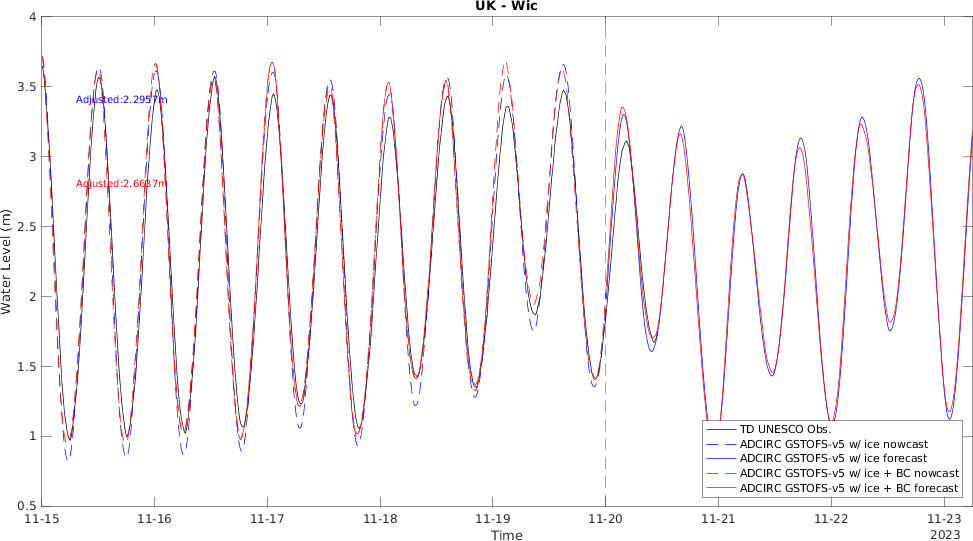 UK - Wic
4
3.5
3
2.5
2
1.5
1
0.5
Water Level (m)
Adjusted:2.2957m
Adjusted:2.6637m
TD UNESCO Obs.
ADCIRC GSTOFS-v5 w/ ice nowcast
ADCIRC GSTOFS-v5 w/ ice forecast
ADCIRC GSTOFS-v5 w/ ice + BC nowcast
ADCIRC GSTOFS-v5 w/ ice + BC forecast
11-15 11-16 11-17 11-18 11-19 11-20 11-21 11-22 11-23
Time 2023